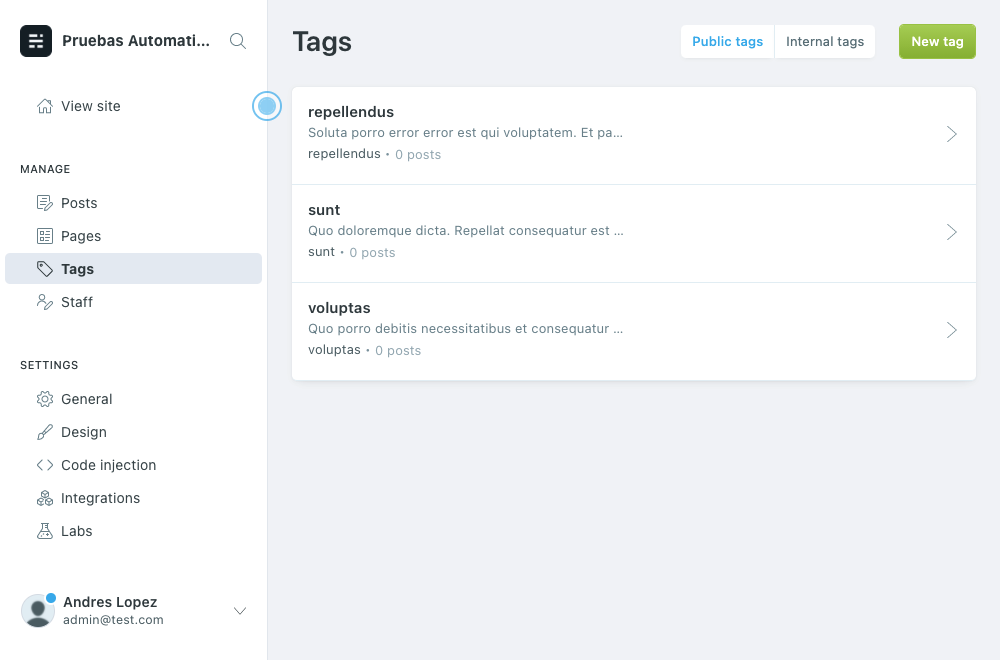 Pruebas Automati...
View site
MANAGE
Posts
Pages
Tags
Staff
SETTINGS
General
Design
Code injection
Integrations
Labs
Andres Lopez
admin@test.com
Tags
Public tags
Internal tags
New tag
repellendus
Soluta porro error error est qui voluptatem. Et pa...
repellendus • 0 posts
sunt
Quo doloremque dicta. Repellat consequatur est ...
sunt • 0 posts
voluptas
Quo porro debitis necessitatibus et consequatur ...
voluptas • 0 posts